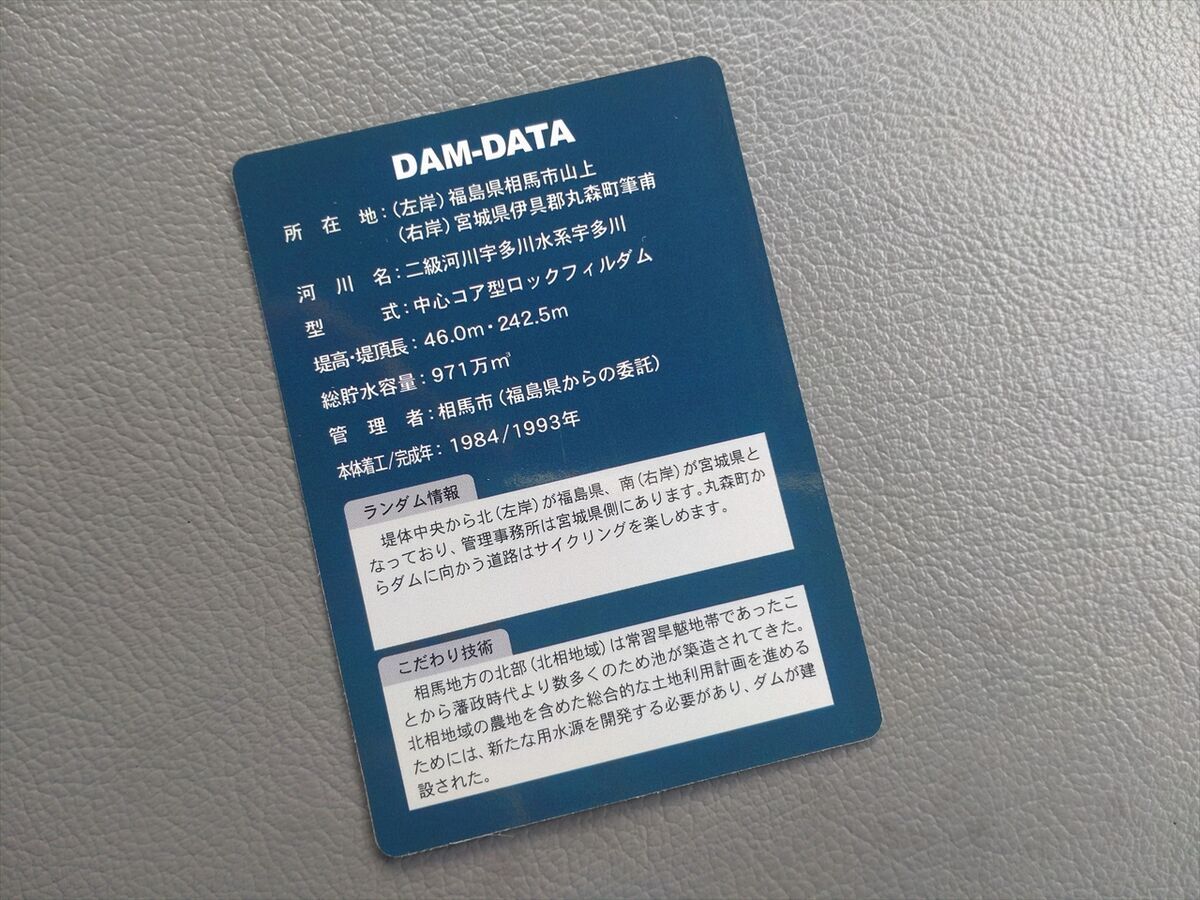 DAM-DATA
所在地：（左岸）福島県相馬市山上
（右岸）宮城県伊具郡丸森町筆甫
河川名：二級河川宇多川水系宇多川
型式：中心コア型ロックフィルダム
堤高・堤頂長：46.0m・242.5m
総貯水容量：971万㎥
管理者：相馬市（福島県からの委託）
本体着工/完成年：1984/1993年
ランダム情報
堤体中央から北（左岸）が福島県、南（右岸）が宮城県と
なっており、管理事務所は宮城県側にあります。丸森町か
らダムに向かう道路はサイクリングを楽しめます。
こだわり技術
相馬地方の北部（北相地域）は常習旱魃地帯であったこ
とから藩政時代より数多くのため池が築造されてきた。
北相地域の農地を含めた総合的な土地利用計画を進める
ためには、新たな用水源を開発する必要があり、ダムが建
設された。